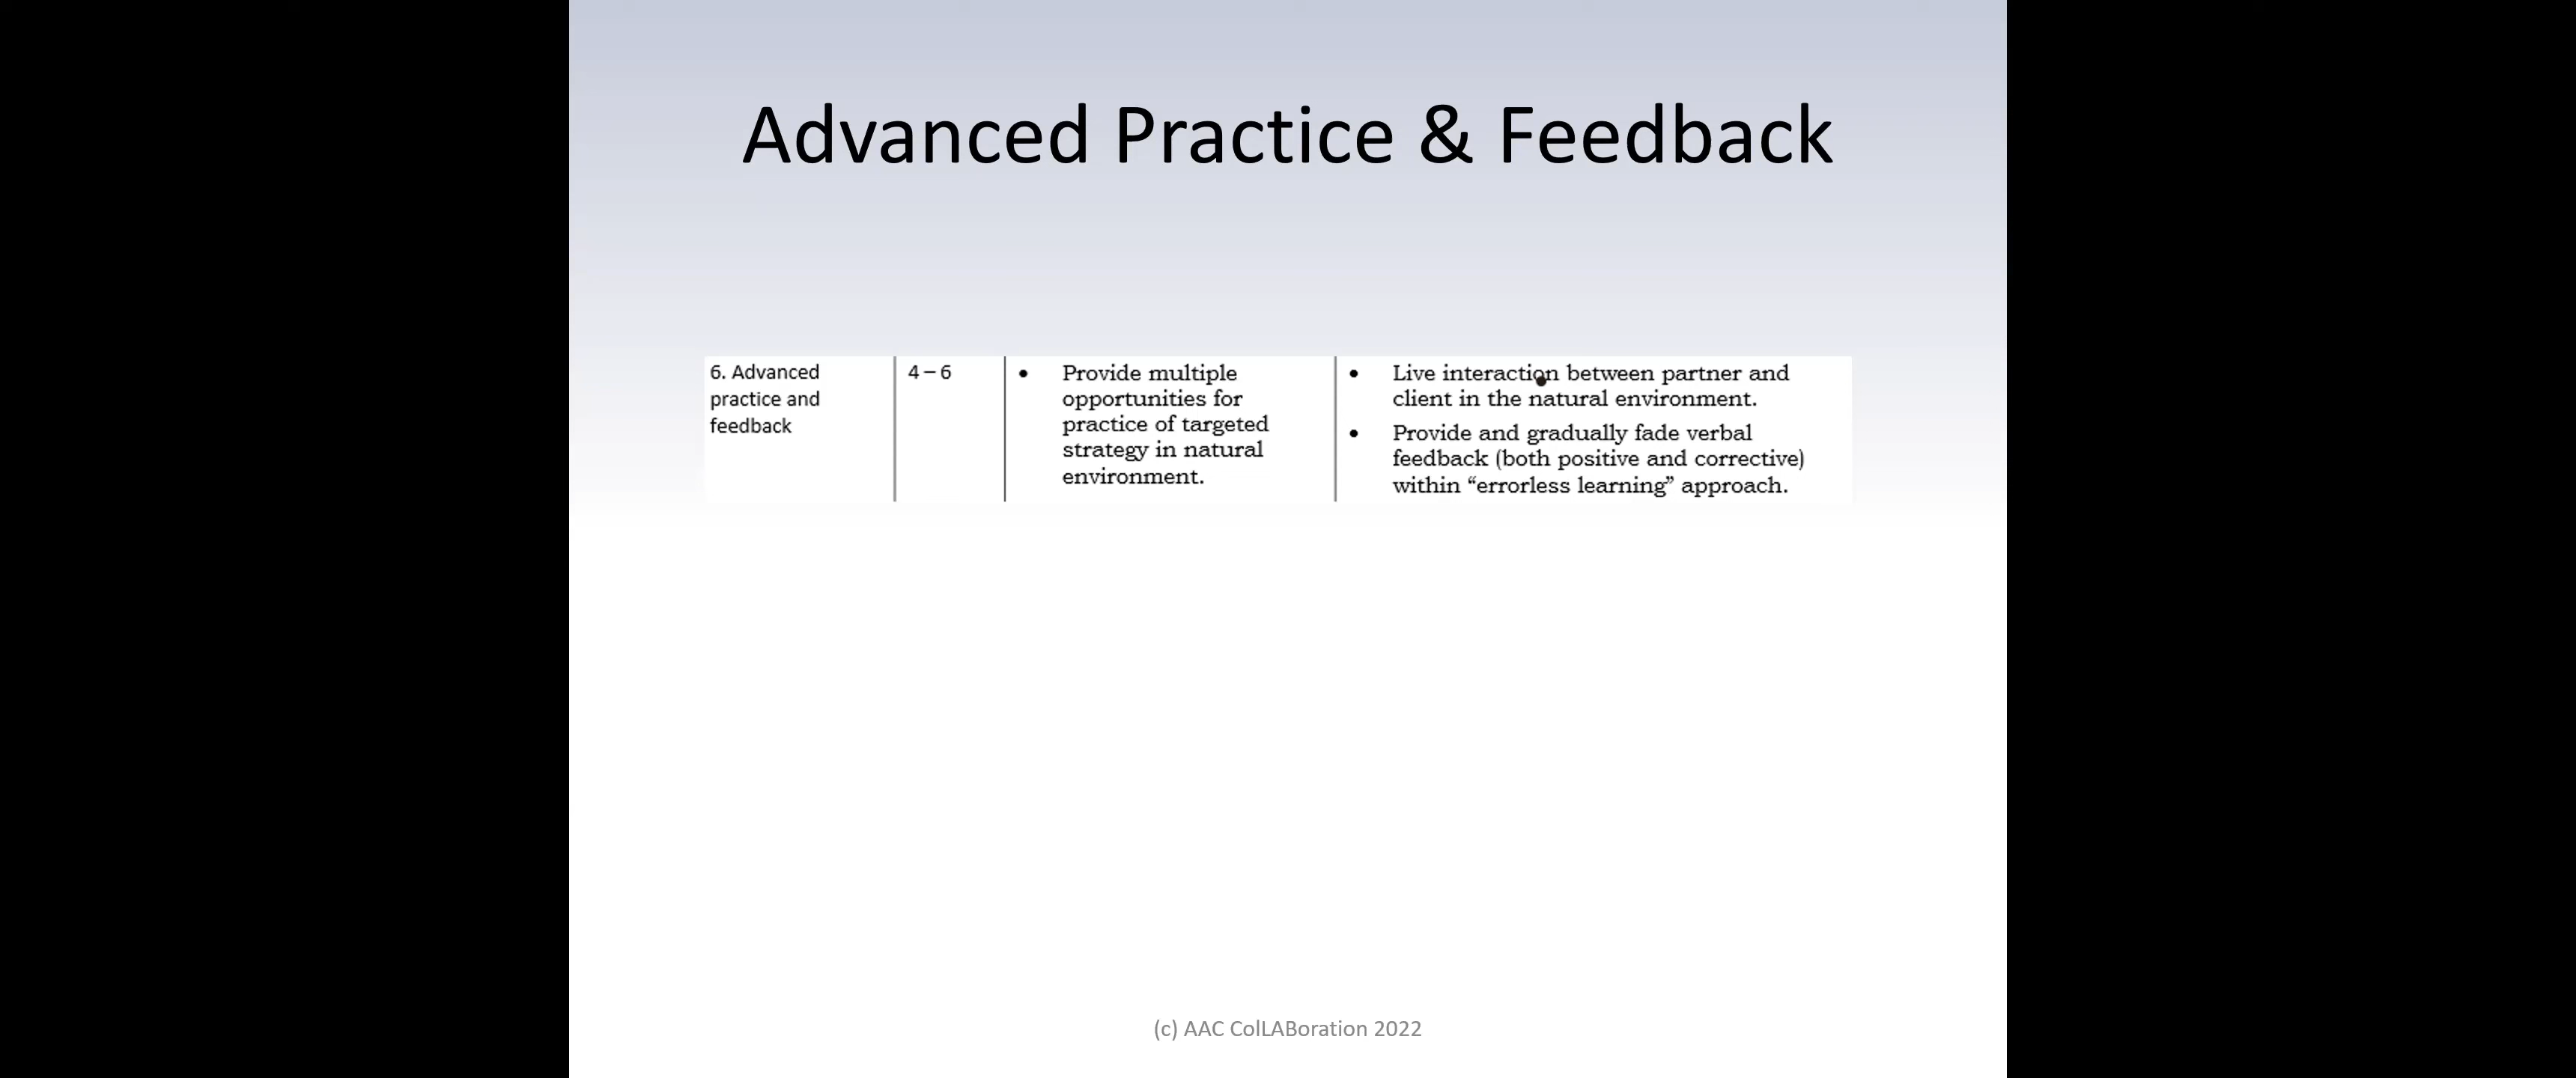 Advanced Practice & Feedback
6. Advanced
practice and
feedback
4 – 6
• Provide multiple
opportunities for
practice of targeted
strategy in natural
environment.
• Live interaction between partner and
client in the natural environment.
• Provide and gradually fade verbal
feedback (both positive and corrective)
within “errorless learning” approach.
(c) AAC ColLABoration 2022